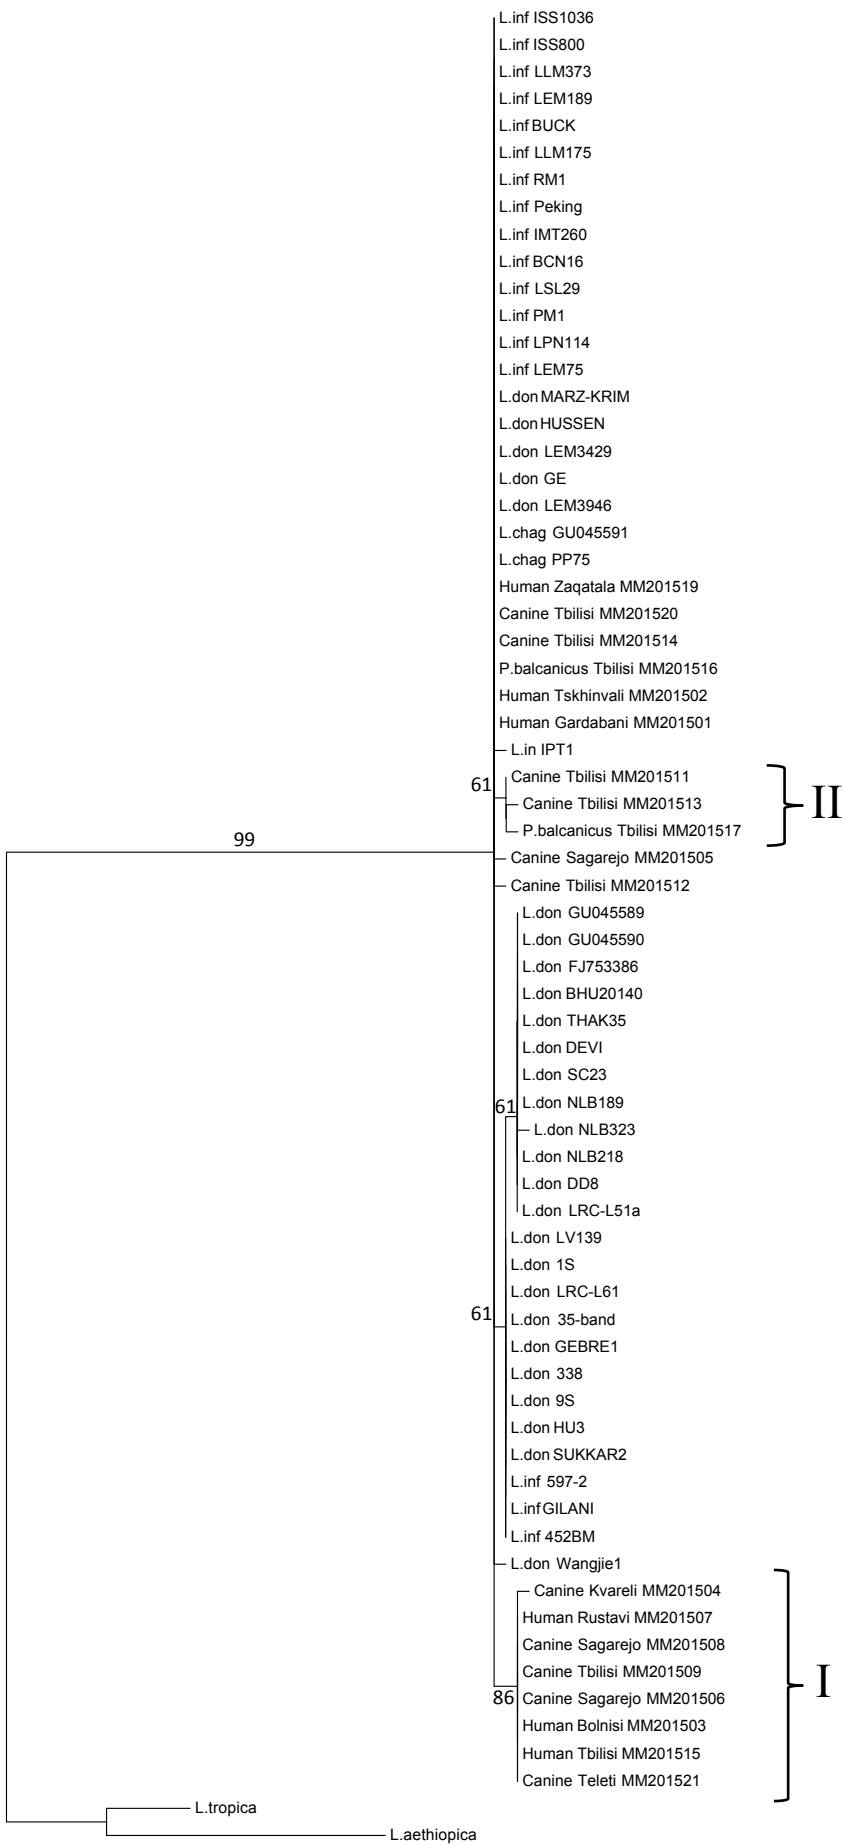 L.inf ISS1036
L.inf ISS800
L.inf LLM373
L.inf LEM189
L.inf BUCK
L.inf LLM175
L.inf RM1
L.inf Peking
L.inf IMT260
L.inf BCN16
L.inf LSL29
L.inf PM1
L.inf LPN114
L.inf LEM75
L.don MARZ-KRIM
L.don HUSSEN
L.don LEM3429
L.don GE
L.don LEM3946
L.chag GU045591
L.chag PP75
Human Zaqatala MM201519
Canine Tbilisi MM201520
Canine Tbilisi MM201514
P.balcanicus Tbilisi MM201516
Human Tskhinvali MM201502
Human Gardabani MM201501
L.in IPT1
Canine Tbilisi MM201511
61
Canine Tbilisi MM201513
II
P.balcanicus Tbilisi MM201517
99
Canine Sagarejo MM201505
Canine Tbilisi MM201512
L.don GU045589
L.don GU045590
L.don FJ753386
L.don BHU20140
L.don THAK35
L.don DEVI
L.don SC23
61
L.don NLB189
L.don NLB323
L.don NLB218
L.don DD8
L.don LRC-L51a
L.don LV139
L.don 1S
L.don LRC-L61
61
L.don 35-band
L.don GEBRE1
L.don 338
L.don 9S
L.don HU3
L.don SUKKAR2
L.inf 597-2
L.inf GILANI
L.inf 452BM
L.don Wangjie1
Canine Kvareli MM201504
Human Rustavi MM201507
Canine Sagarejo MM201508
Canine Tbilisi MM201509
I
86
Canine Sagarejo MM201506
Human Bolnisi MM201503
Human Tbilisi MM201515
Canine Teleti MM201521
L.tropica
L.aethiopica